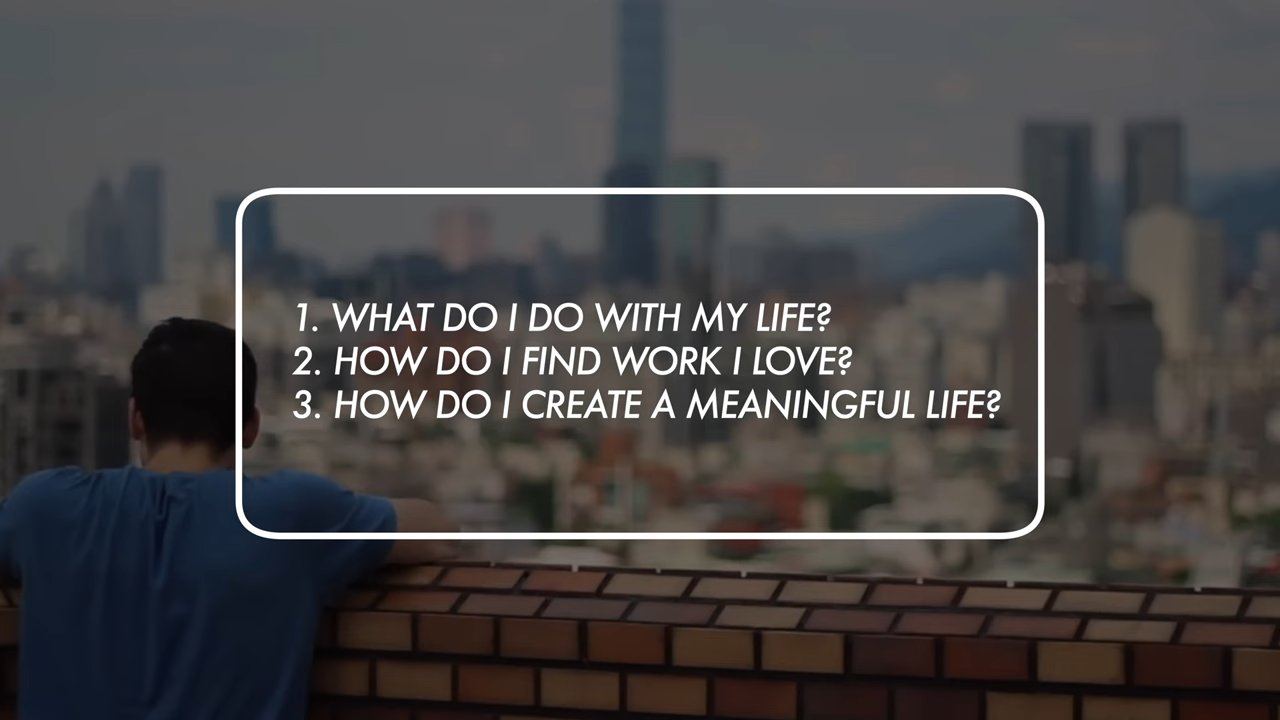 1. WHAT DO I DO WITH MY LIFE?
2. HOW DO I FIND WORK I LOVE?
3. HOW DO I CREATE A MEANINGFUL LIFE?